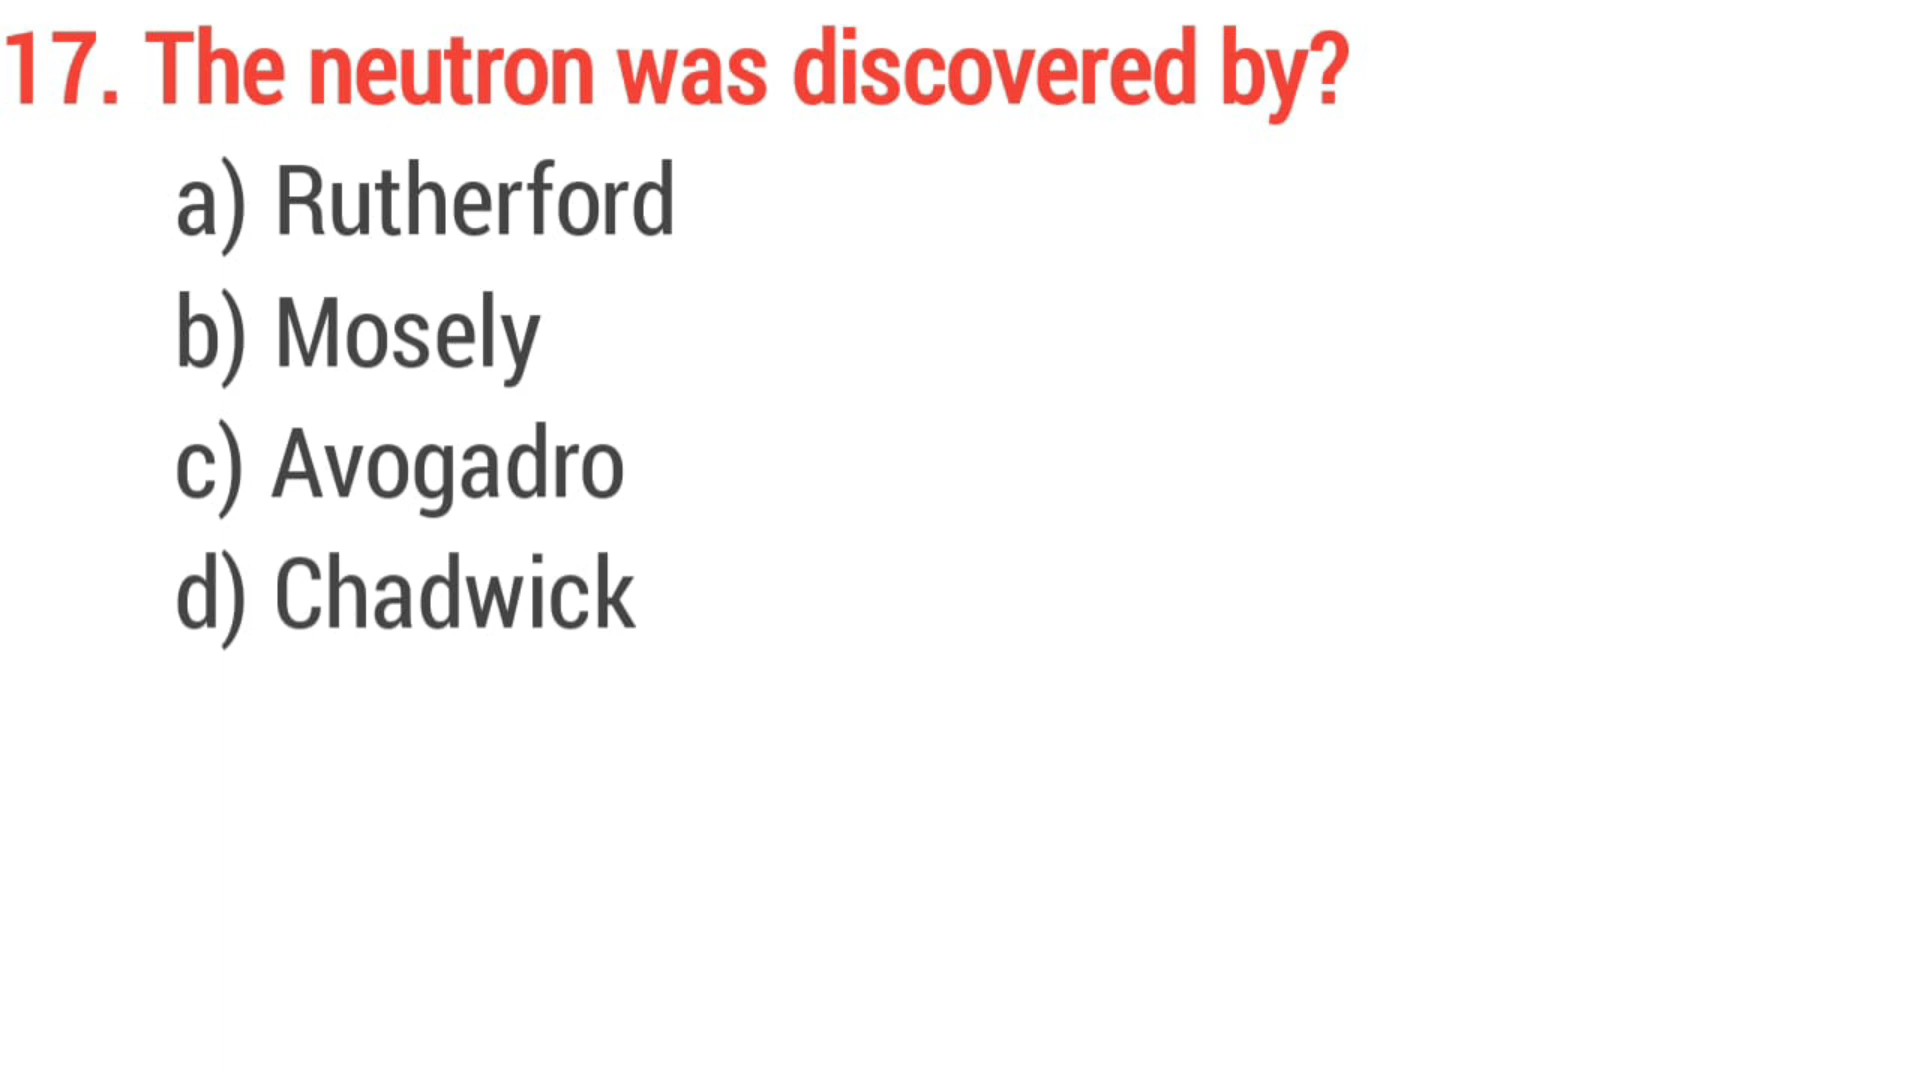 17. The neutron was discovered by?
a) Rutherford
b) Mosely
c) Avogadro
d) Chadwick